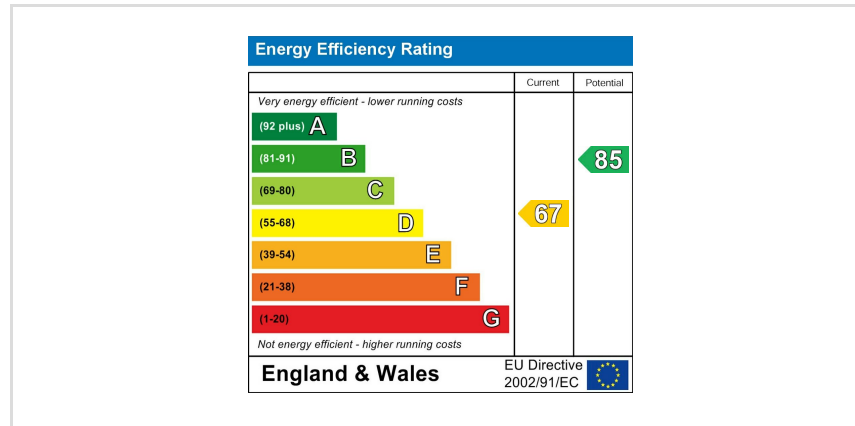 Energy Efficiency Rating
Current Potential
Very energy efficient - lower running costs
(92 plus) A
(81-91) B
85
(69-80) C
(55-68) D
67
(39-54) E
(21-38) F
(1-20) G
Not energy efficient - higher running costs
England & Wales
EU Directive
2002/91/EC